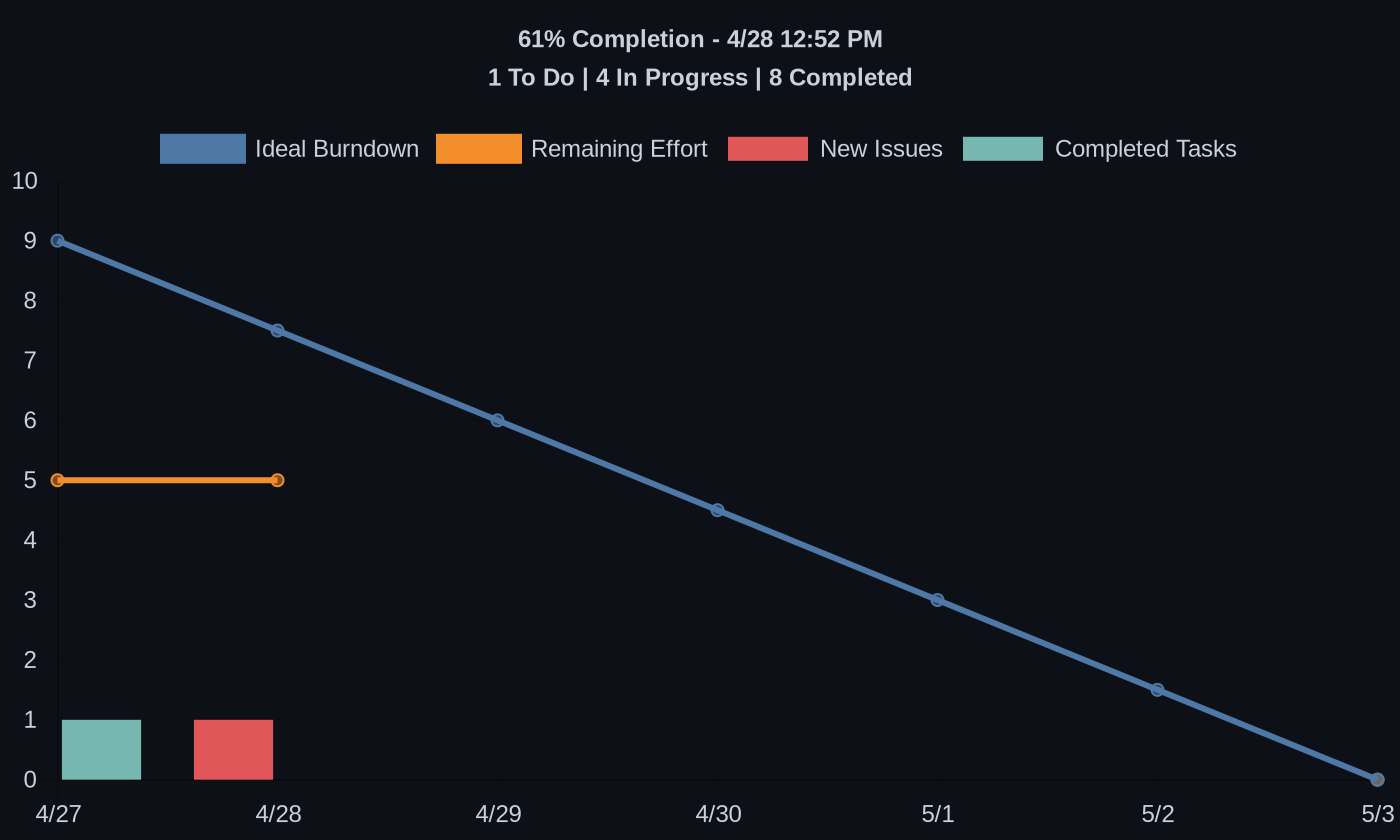 61% Completion - 4/28 12:52 PM
1 To Do | 4 In Progress | 8 Completed
Ideal Burndown Remaining Effort New Issues Completed Tasks
10
9
8
7
6
5
4
3
2
1
0
4/27 4/28 4/29 4/30 5/1 5/2 5/3